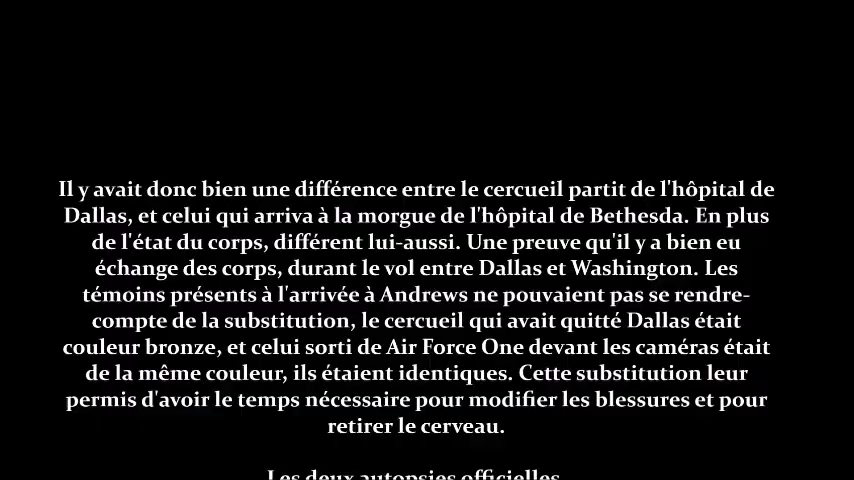 Il y avait donc bien une différence entre le cercueil partit de l'hôpital de
Dallas, et celui qui arriva à la morgue de l'hôpital de Bethesda. En plus
de l'état du corps, différent lui-aussi. Une preuve qu'il y a bien eu
échange des corps, durant le vol entre Dallas et Washington. Les
témoins présents à l'arrivée à Andrews ne pouvaient pas se rendre-
compte de la substitution, le cercueil qui avait quitté Dallas était
couleur bronze, et celui sorti de Air Force One devant les caméras était
de la même couleur, ils étaient identiques. Cette substitution leur
permis d'avoir le temps nécessaire pour modifier les blessures et pour
retirer le cerveau.
Les deux autopsies officielles